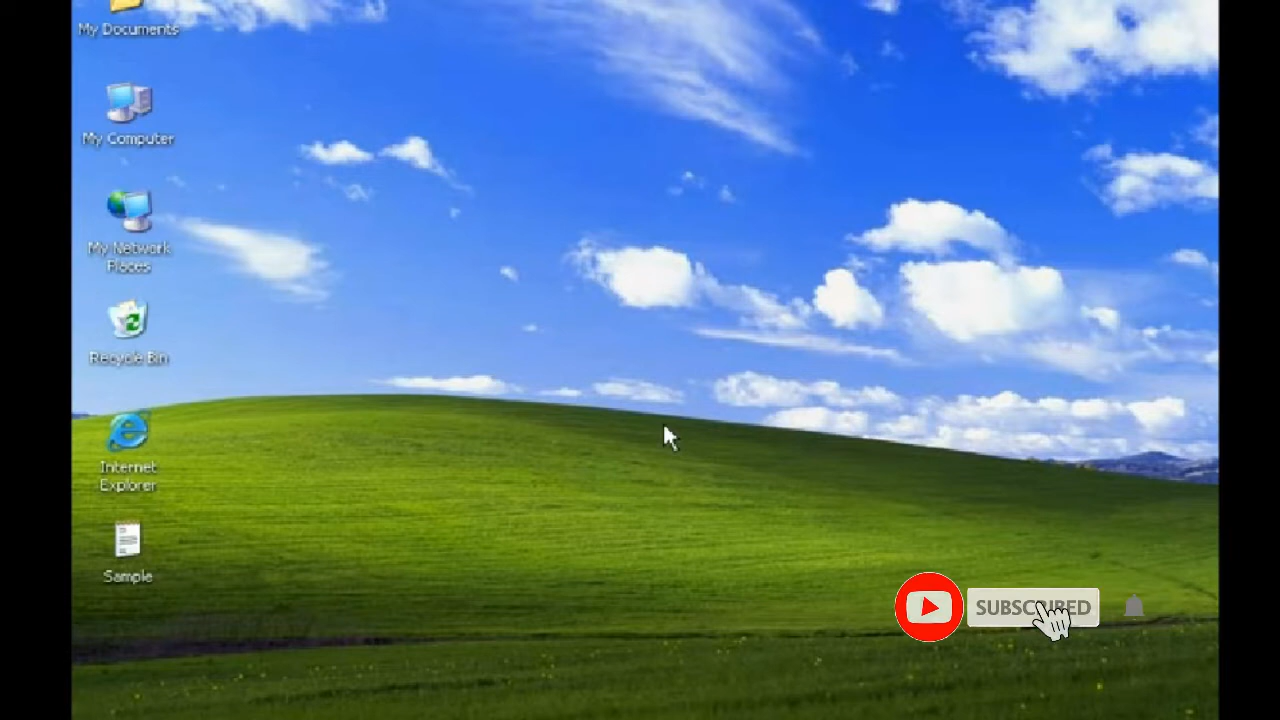 My Documents
My Computer
My Network
Places
Recycle Bin
Internet
Explorer
Sample
SUBSCRIBED